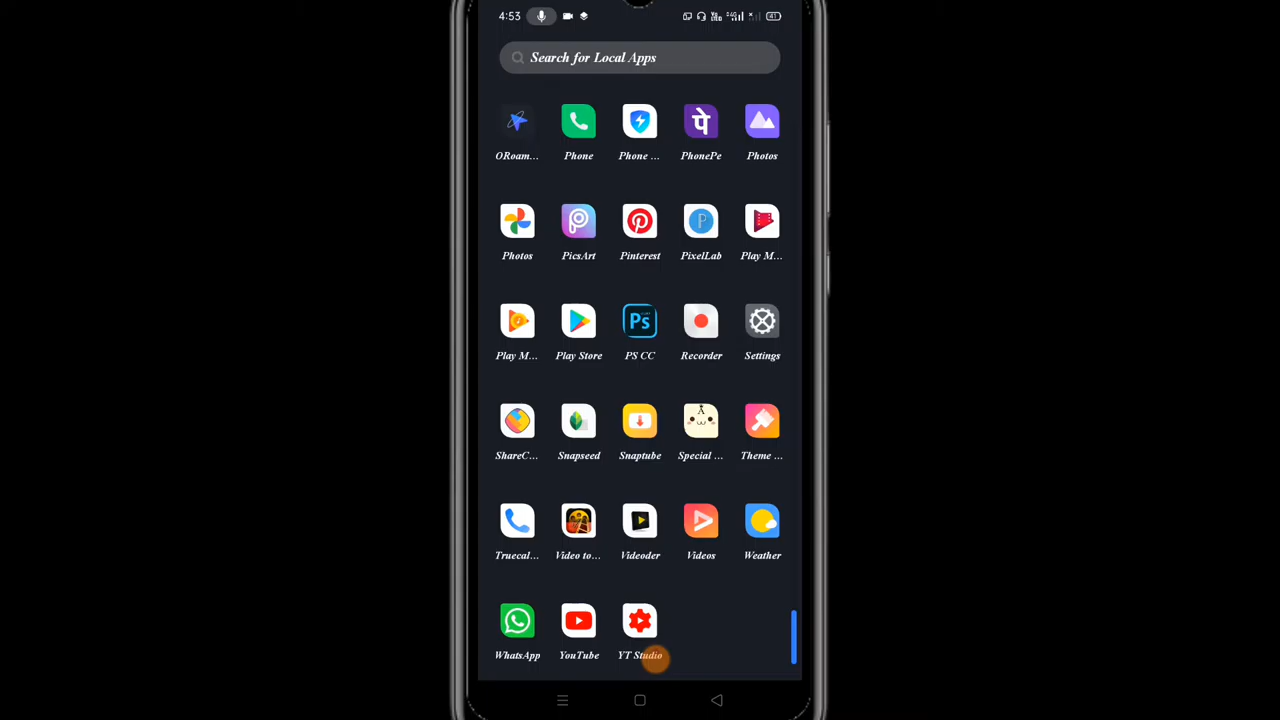 4:53
41
Search for Local Apps
ORoam... Phone Phone ... PhonePe Photos
Photos PicsArt Pinterest PixelLab Play M...
Play M... Play Store PS CC Recorder Settings
ShareC... Snapseed Snaptube Special ... Theme ...
Truecal... Video to... Videoder Videos Weather
WhatsApp YouTube YT Studio
पे
P
Ps